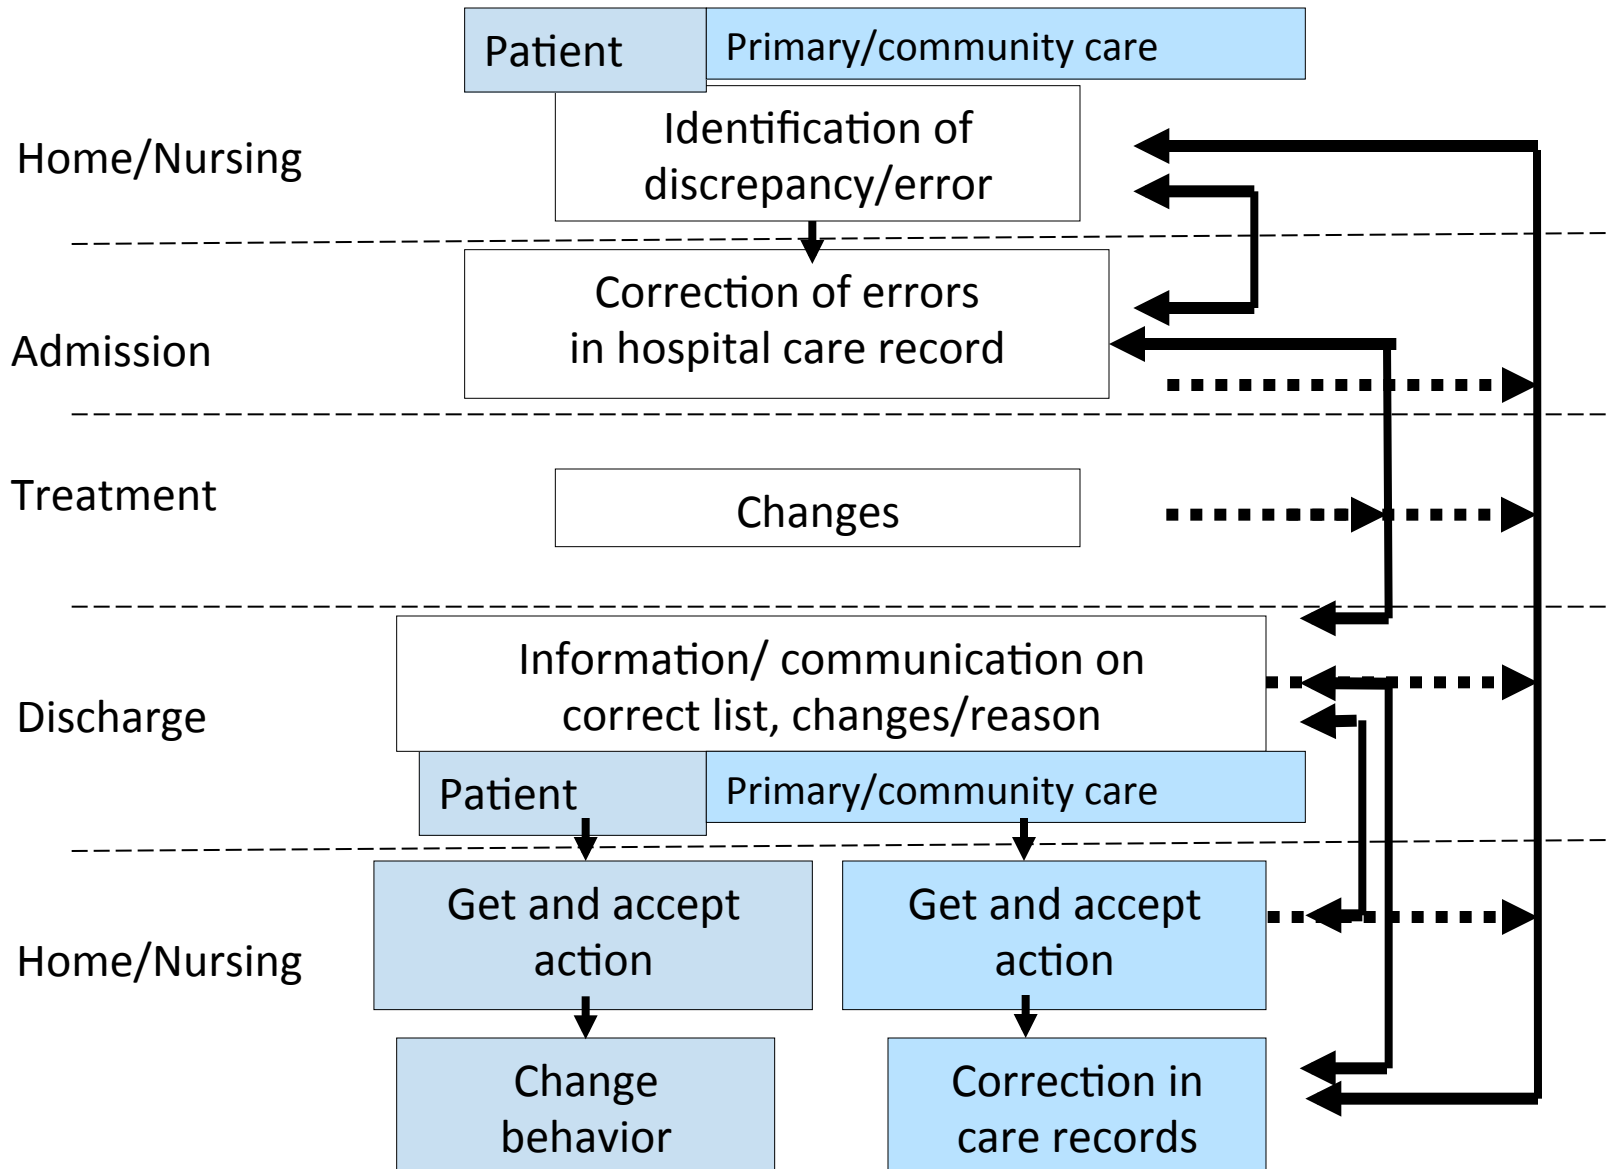 Patient
Primary/community care
Home/Nursing
Identification of
discrepancy/error
Admission
Correction of errors
in hospital care record
Treatment
Changes
Discharge
Information/ communication on
correct list, changes/reason
Patient
Primary/community care
Home/Nursing
Get and accept
action
Get and accept
action
Change
behavior
Correction in
care records